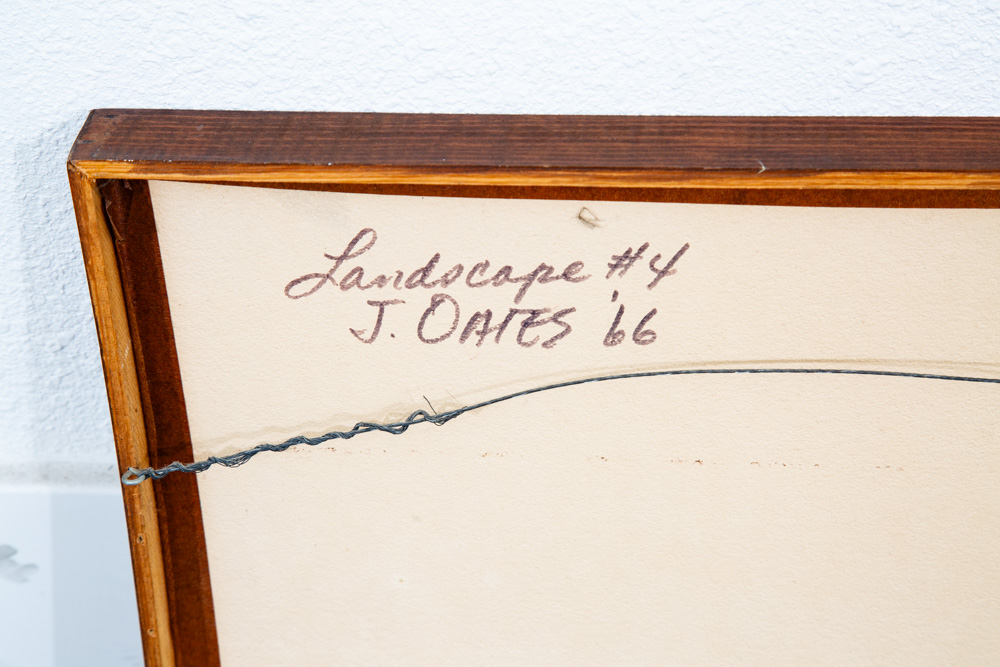 Landscape #4
J. OATES '66